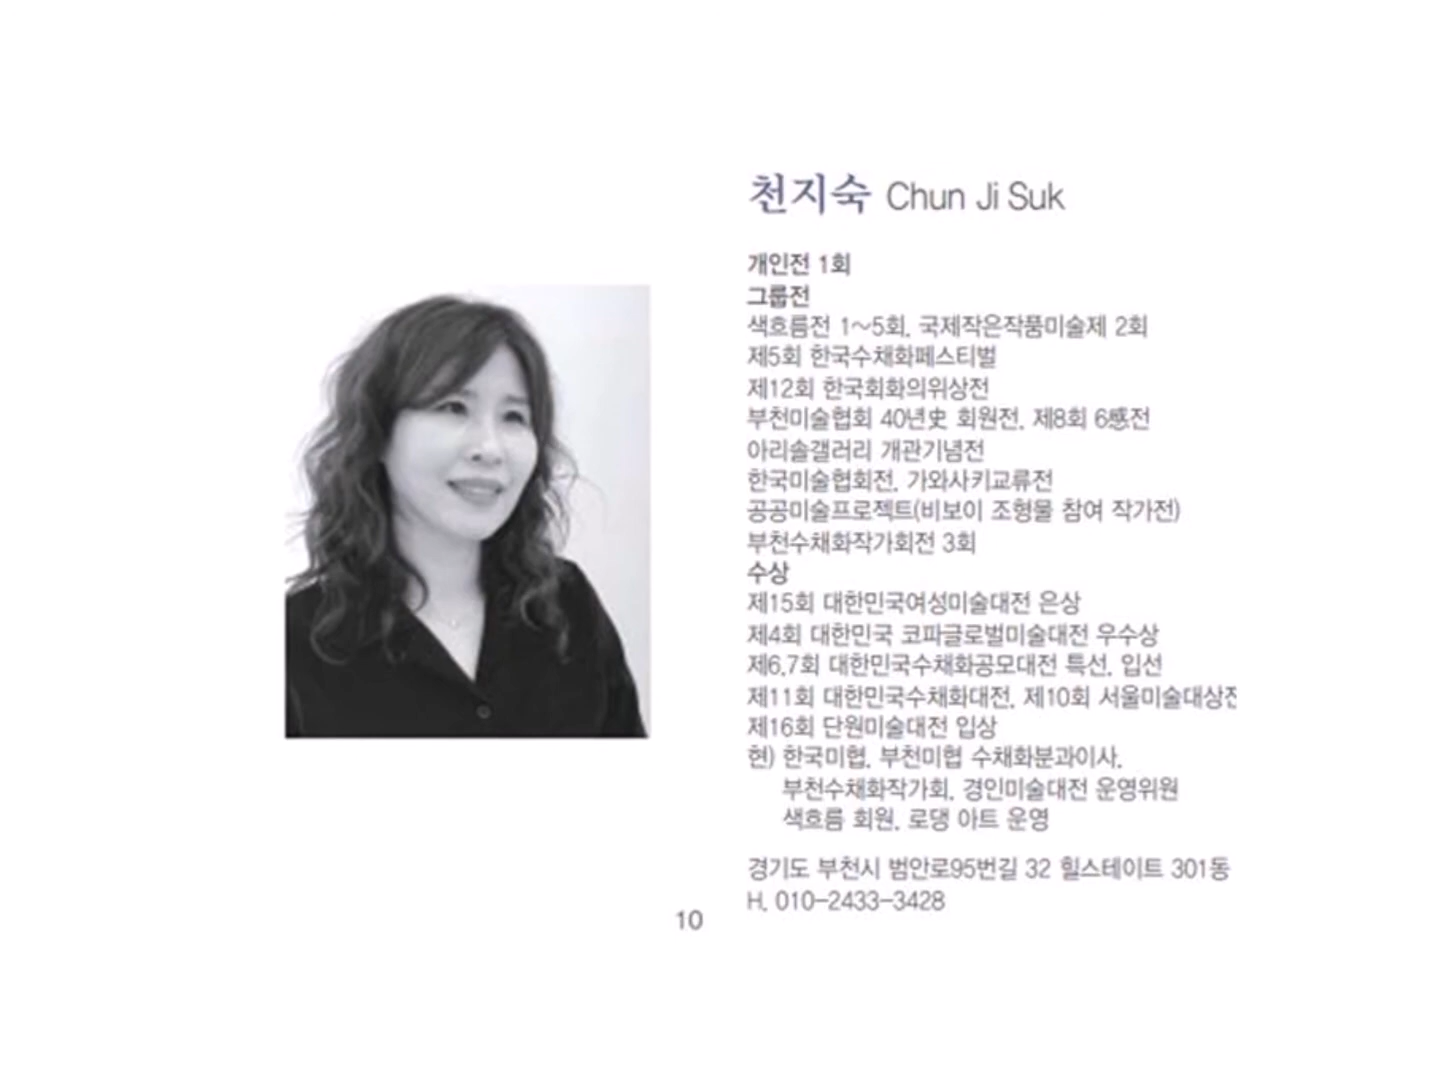 천지숙 Chun Ji Suk
개인전 1회
그룹전
색흐름전 1~5회, 국제작은작품미술제 2회
제5회 한국수채화페스티벌
제12회 한국회화의위상전
부천미술협회 40년史 회원전, 제8회 6感전
아리솔갤러리 개관기념전
한국미술협회전, 가와사키교류전
공공미술프로젝트(비보이 조형물 참여 작가전)
부천수채화작가회전 3회
수상
제15회 대한민국여성미술대전 은상
제4회 대한민국 코파글로벌미술대전 우수상
제6,7회 대한민국수채화공모대전 특선, 입선
제11회 대한민국수채화대전, 제10회 서울미술대상전
제16회 단원미술대전 입상
현) 한국미협, 부천미협 수채화분과이사,
부천수채화작가회, 경인미술대전 운영위원
색흐름 회원, 로댕 아트 운영
경기도 부천시 범안로95번길 32 힐스테이트 301동
H. 010-2433-3428
10